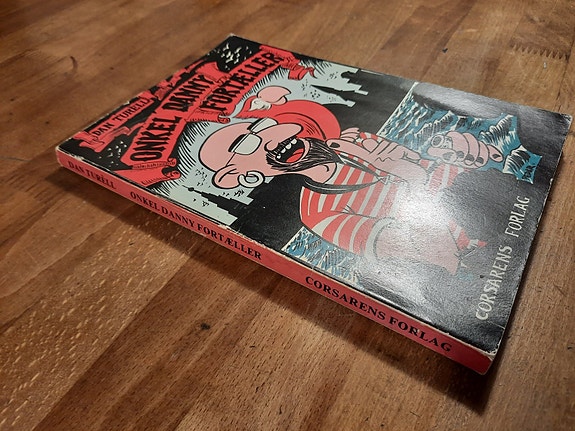 DAN TURÈLL
ONKEL DANNY
FORTÆLLER
CORSARENS FORLAG
DAN TURÈLL ONKEL DANNY FORTÆLLER CORSARENS FORLAG